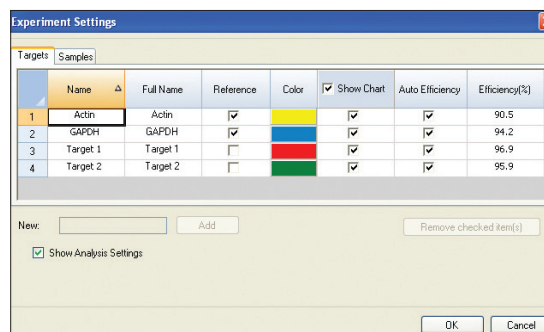 Experiment Settings
Targets Samples
Name Full Name Reference Color Show Chart Auto Efficiency Efficiency(%)
1 Actin Actin 90.5
2 GAPDH GAPDH 94.2
3 Target 1 Target 1 96.9
4 Target 2 Target 2 95.9
New: Add Remove checked item(s)
Show Analysis Settings
OK Cancel